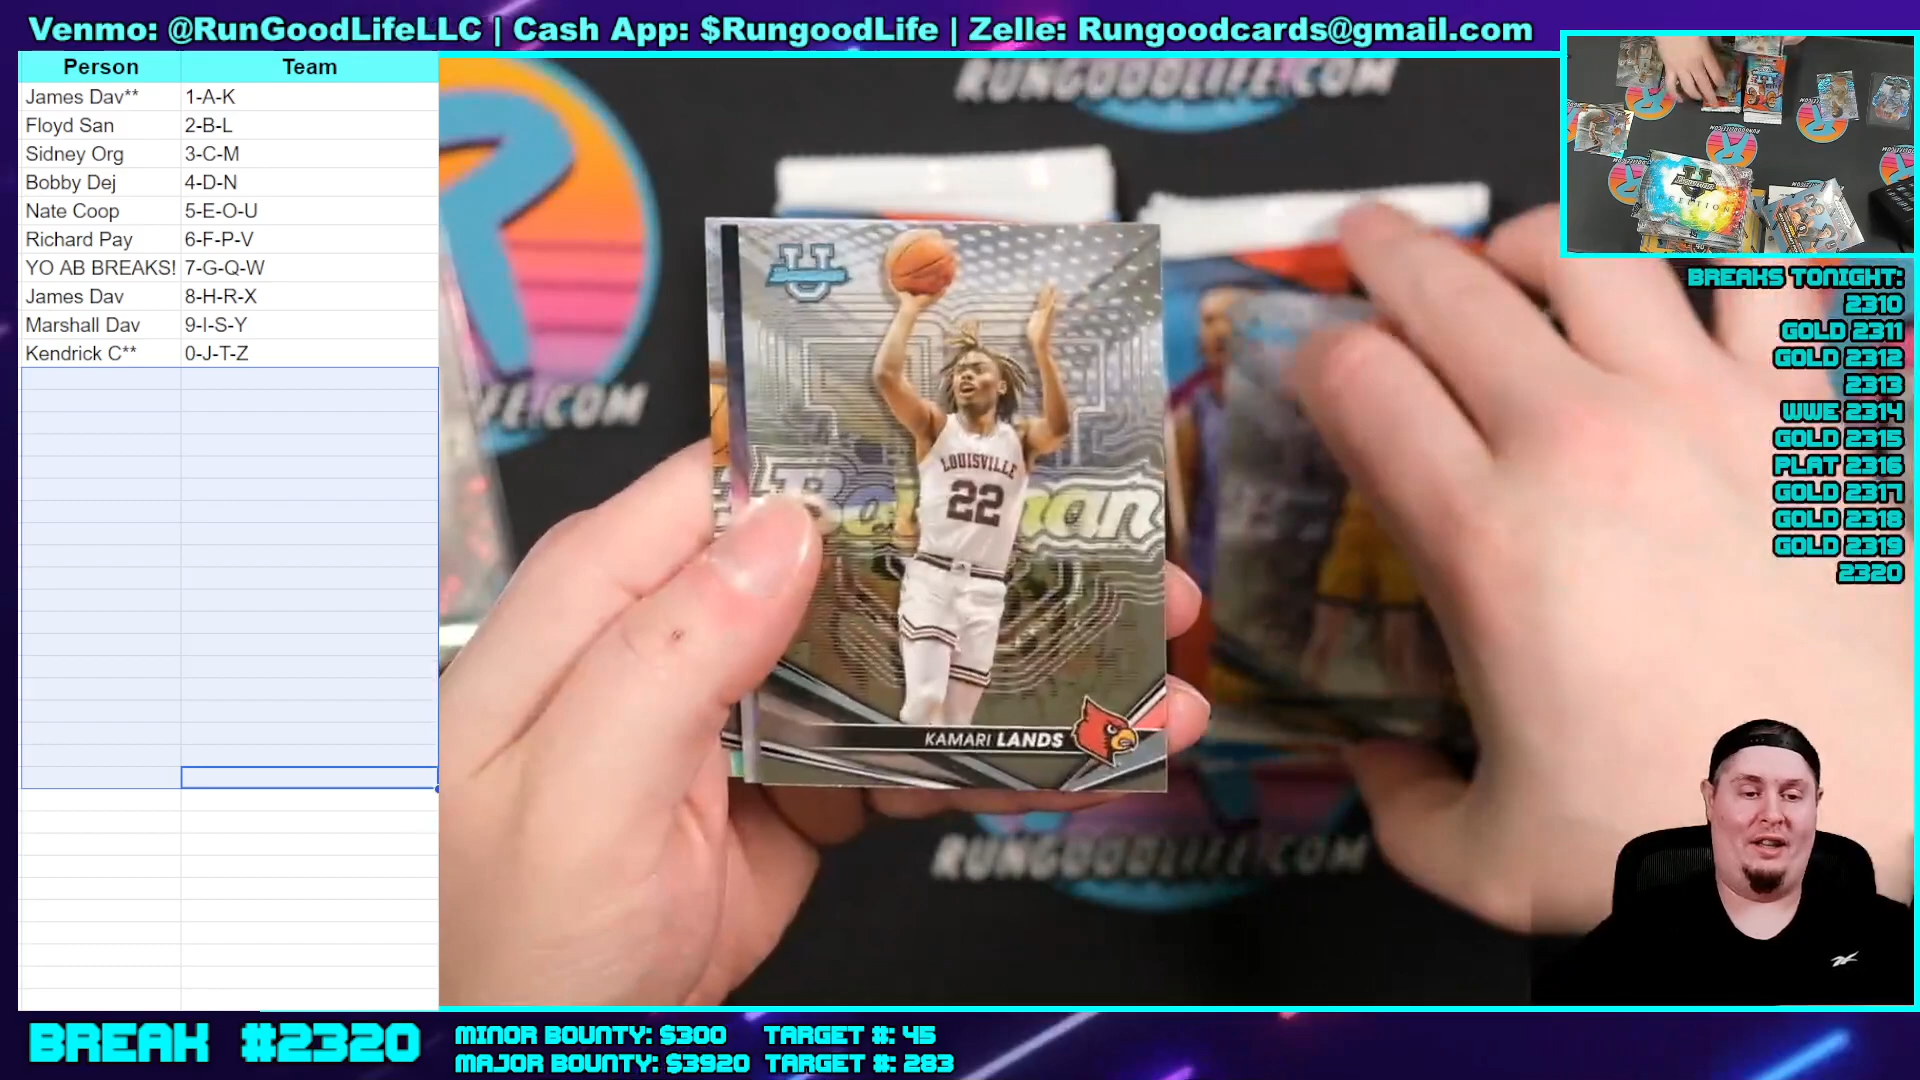 Venmo: @RunGoodLifeLLC | Cash App: $RungoodLife | Zelle: Rungoodcards@gmail.com
Person Team
James Dav** 1-A-K
Floyd San 2-B-L
Sidney Org 3-C-M
Bobby Dej 4-D-N
Nate Coop 5-E-O-U
Richard Pay 6-F-P-V
YO AB BREAKS! 7-G-Q-W
James Dav 8-H-R-X
Marshall Dav 9-I-S-Y
Kendrick C** 0-J-T-Z
RUNGOODLIFE.COM
FE.COM
U
LOUISVILLE
22
KAMARI LANDS
RUNGOODLIFE.COM
BREAKS TONIGHT:
2310
GOLD 2311
GOLD 2312
2313
WWE 2314
GOLD 2315
PLAT 2316
GOLD 2317
GOLD 2318
GOLD 2319
2320
BREAK #2320
MINOR BOUNTY: $300 TARGET #: 45
MAJOR BOUNTY: $3920 TARGET #: 283